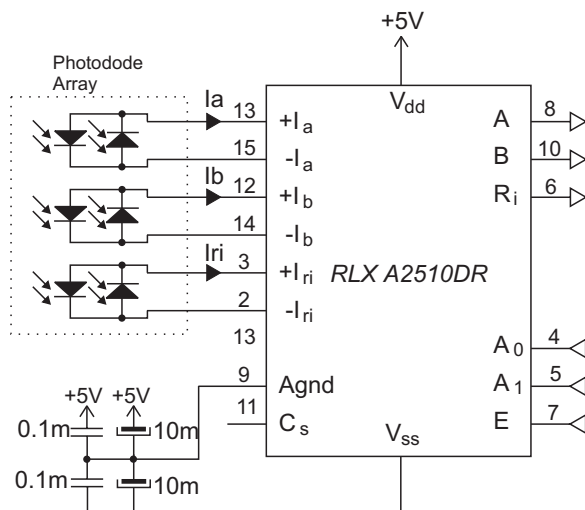 +5V
Photodode
Array
Ia
13
+Ia
Vdd
A
8
15
-Ia
B
10
Ib
12
+Ib
Ri
6
14
-Ib
Iri
3
+Iri
RLX A2510DR
2
-Iri
13
A0
4
9
Agnd
A1
5
+5V
+5V
11
Cs
E
7
0.1m
10m
Vss
0.1m
10m